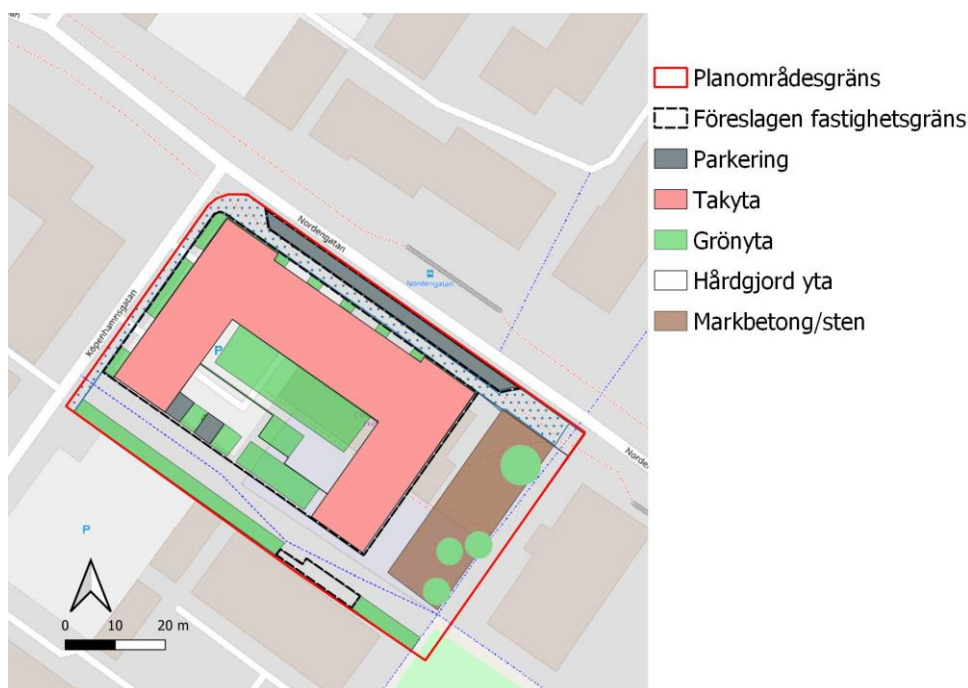 Planområdesgräns
Föreslagen fastighetsgräns
Parkering
Takyta
Grönyta
Hårdgjord yta
Markbetong/sten
Nordengatan
Nordengatan
Köpenhamnsgatan
P
P
0 10 20 m